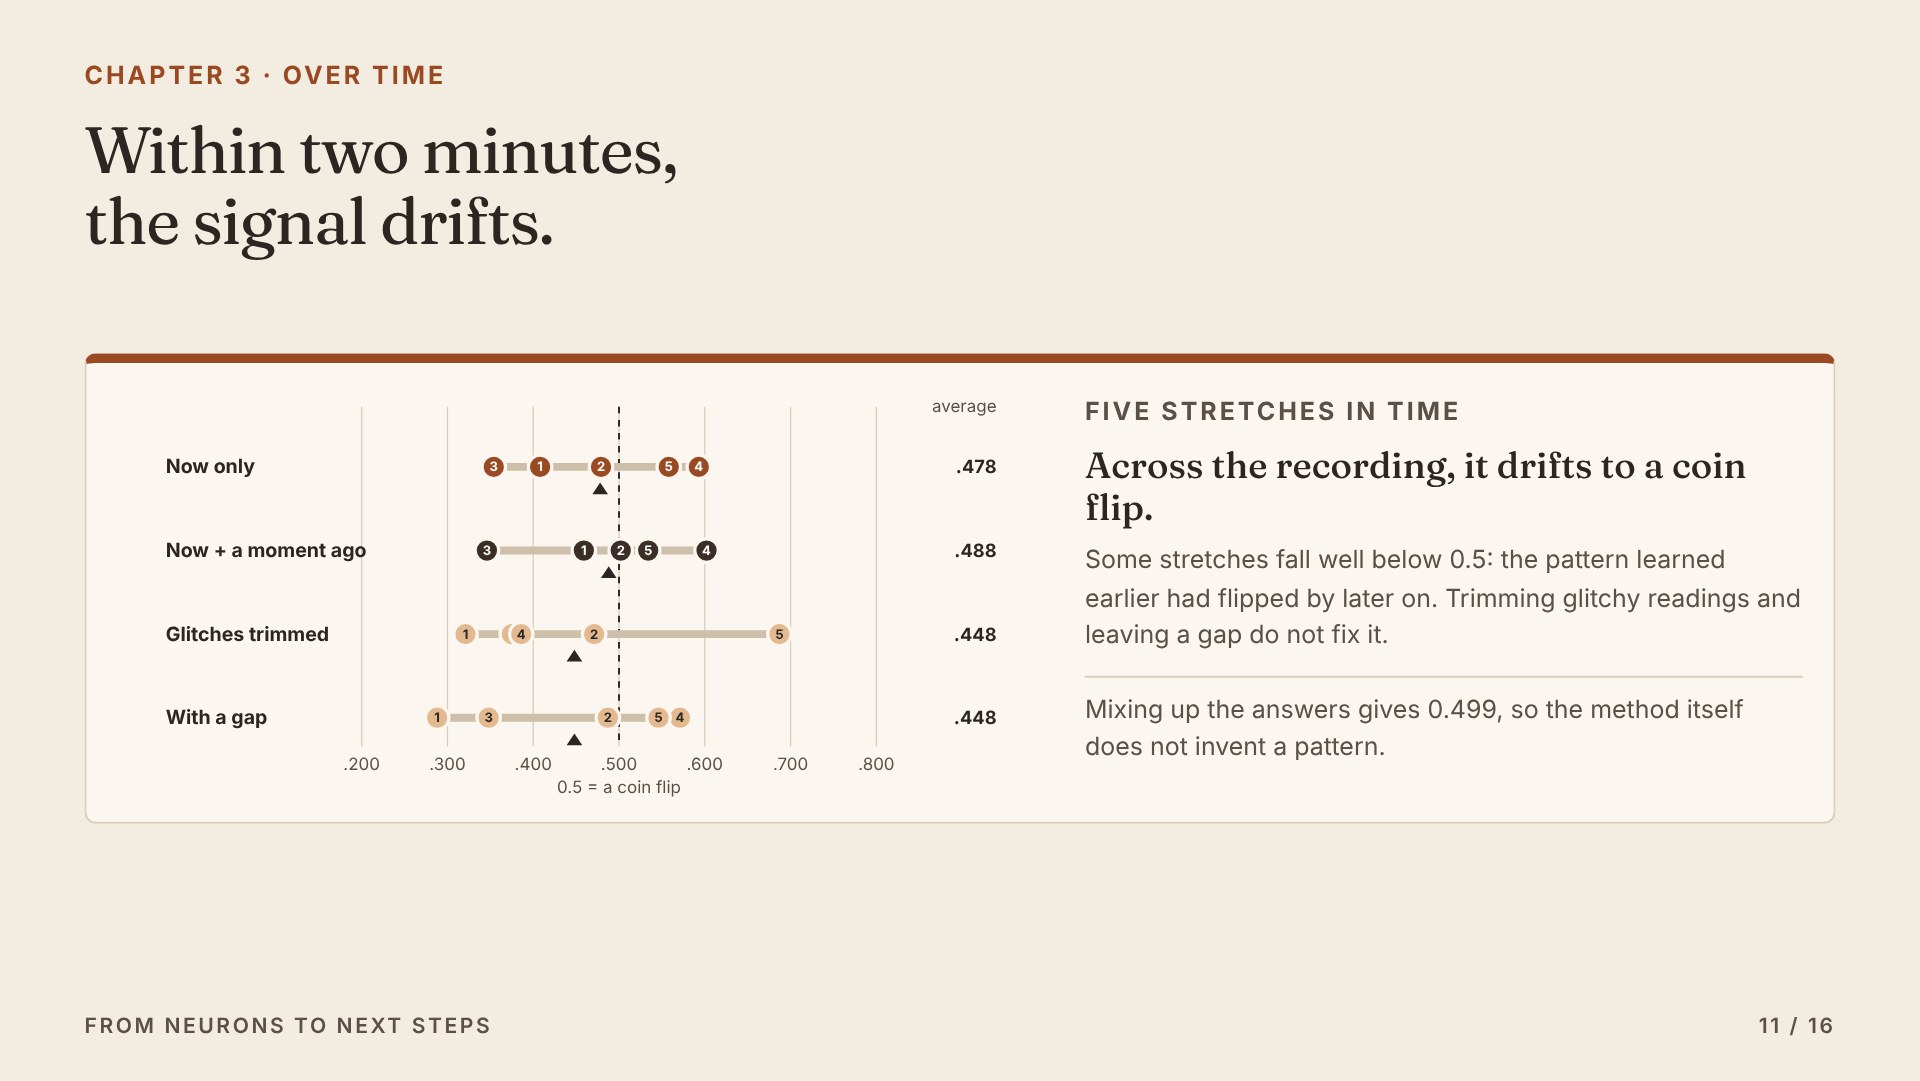 CHAPTER 3 · OVER TIME
Within two minutes,
the signal drifts.
average
Now only
3 1 2 5 4
.478
Now + a moment ago
3 1 2 5 4
.488
Glitches trimmed
1 4 2 5
.448
With a gap
1 3 2 5 4
.448
.200 .300 .400 .500 .600 .700 .800
0.5 = a coin flip
FIVE STRETCHES IN TIME
Across the recording, it drifts to a coin
flip.
Some stretches fall well below 0.5: the pattern learned
earlier had flipped by later on. Trimming glitchy readings and
leaving a gap do not fix it.
Mixing up the answers gives 0.499, so the method itself
does not invent a pattern.
FROM NEURONS TO NEXT STEPS
11 / 16